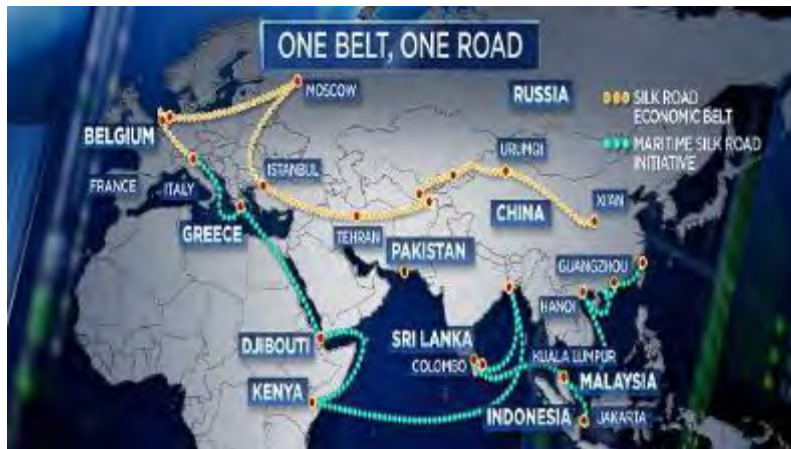 ONE BELT, ONE ROAD
MOSCOW
RUSSIA
SILK ROAD
ECONOMIC BELT
BELGIUM
MARITIME SILK ROAD
INITIATIVE
URUMQI
ISTANBUL
FRANCE
ITALY
XI'AN
CHINA
GREECE
TEHRAN
PAKISTAN
GUANGZHOU
HANOI
DJIBOUTI
SRI LANKA
KUALA LUMPUR
COLOMBO
MALAYSIA
KENYA
INDONESIA
JAKARTA